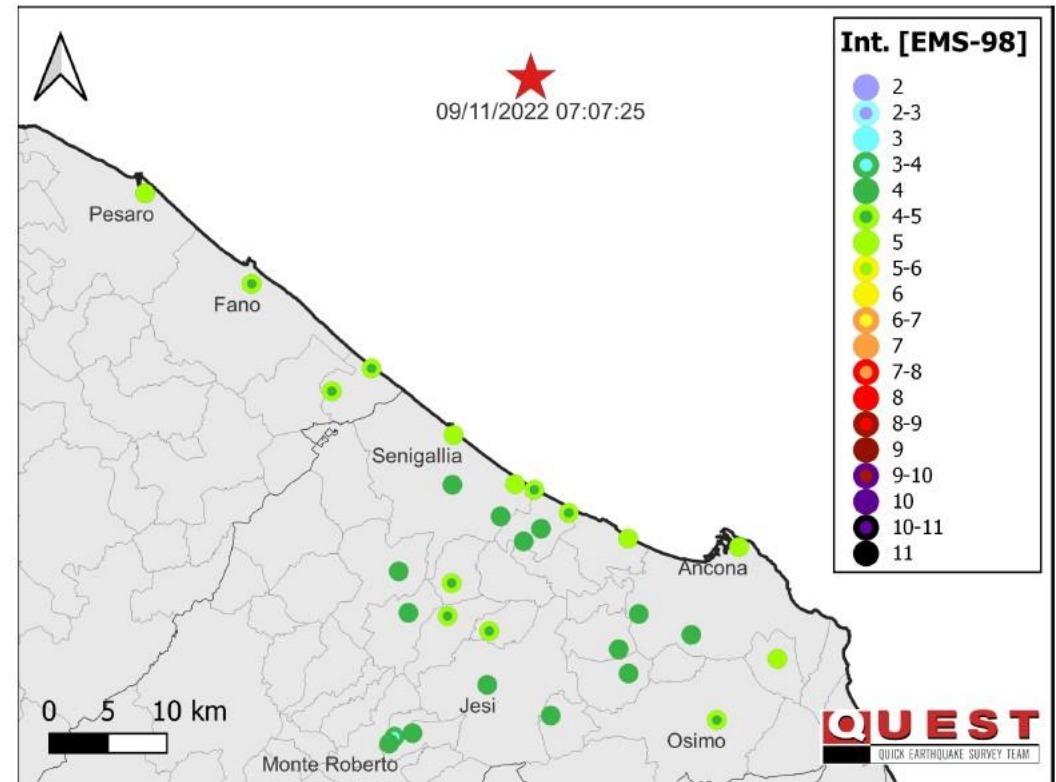 09/11/2022 07:07:25
Pesaro
Fano
Senigallia
Ancona
Jesi
Osimo
Monte Roberto
0 5 10 km
Int. [EMS-98]
2
2-3
3
3-4
4
4-5
5
5-6
6
6-7
7
7-8
8
8-9
9
9-10
10
10-11
11
QUEST
QUICK EARTHQUAKE SURVEY TEAM